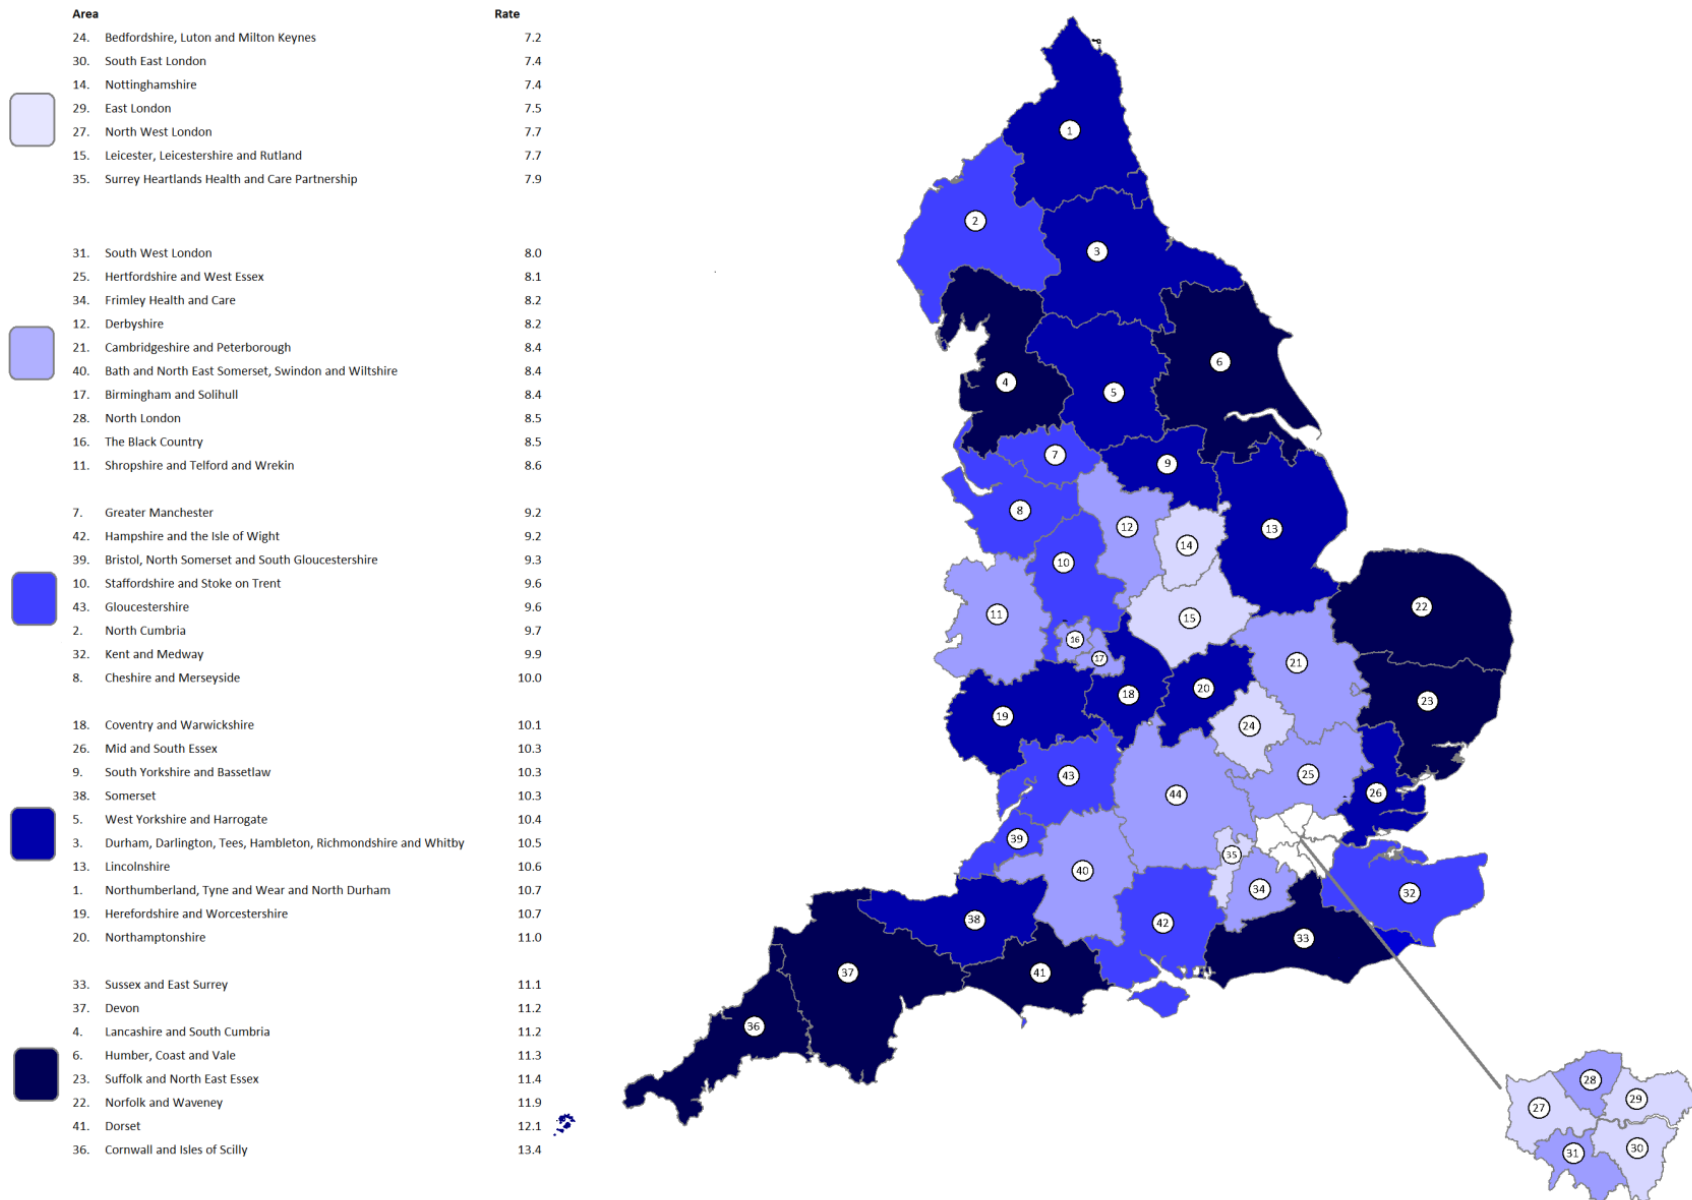 Area Rate
24. Bedfordshire, Luton and Milton Keynes 7.2
30. South East London 7.4
14. Nottinghamshire 7.4
29. East London 7.5
27. North West London 7.7
15. Leicester, Leicestershire and Rutland 7.7
35. Surrey Heartlands Health and Care Partnership 7.9
31. South West London 8.0
25. Hertfordshire and West Essex 8.1
34. Frimley Health and Care 8.2
12. Derbyshire 8.2
21. Cambridgeshire and Peterborough 8.4
40. Bath and North East Somerset, Swindon and Wiltshire 8.4
17. Birmingham and Solihull 8.4
28. North London 8.5
16. The Black Country 8.5
11. Shropshire and Telford and Wrekin 8.6
7. Greater Manchester 9.2
42. Hampshire and the Isle of Wight 9.2
39. Bristol, North Somerset and South Gloucestershire 9.3
10. Staffordshire and Stoke on Trent 9.6
43. Gloucestershire 9.6
2. North Cumbria 9.7
32. Kent and Medway 9.9
8. Cheshire and Merseyside 10.0
18. Coventry and Warwickshire 10.1
26. Mid and South Essex 10.3
9. South Yorkshire and Bassetlaw 10.3
38. Somerset 10.3
5. West Yorkshire and Harrogate 10.4
3. Durham, Darlington, Tees, Hambleton, Richmondshire and Whitby 10.5
13. Lincolnshire 10.6
1. Northumberland, Tyne and Wear and North Durham 10.7
19. Herefordshire and Worcestershire 10.7
20. Northamptonshire 11.0
33. Sussex and East Surrey 11.1
37. Devon 11.2
4. Lancashire and South Cumbria 11.2
6. Humber, Coast and Vale 11.3
23. Suffolk and North East Essex 11.4
22. Norfolk and Waveney 11.9
41. Dorset 12.1
36. Cornwall and Isles of Scilly 13.4
1
2
3
6
4
5
7
9
8
12
13
14
10
22
11
15
16
17
21
18
20
23
19
24
43
25
44
26
39
35
40
34
32
38
42
33
37
41
36
28
29
27
30
31